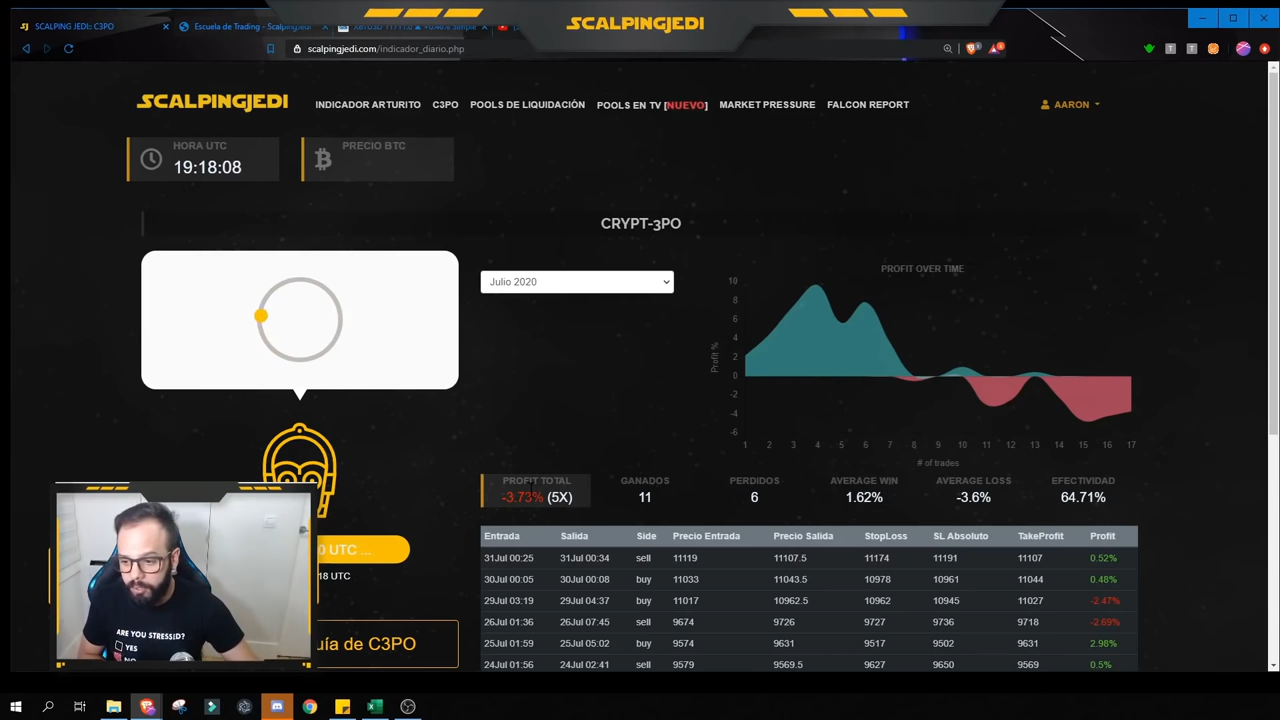 SCALPINGJEDI
SCALPING JEDI: C3PO
Escuela de Trading - Scalpingjedi
scalpingjedi.com/indicador_diario.php
SCALPINGJEDI
INDICADOR ARTURITO
C3PO
POOLS DE LIQUIDACIÓN
POOLS EN TV [NUEVO]
MARKET PRESSURE
FALCON REPORT
AARON
HORA UTC
19:18:08
PRECIO BTC
CRYPT-3PO
Julio 2020
PROFIT OVER TIME
Profit %
10
8
6
4
2
0
-2
-4
-6
1 2 3 4 5 6 7 8 9 10 11 12 13 14 15 16 17
# of trades
PROFIT TOTAL
-3.73% (5X)
GANADOS
11
PERDIDOS
6
AVERAGE WIN
1.62%
AVERAGE LOSS
-3.6%
EFECTIVIDAD
64.71%
Entrada Salida Side Precio Entrada Precio Salida StopLoss SL Absoluto TakeProfit Profit
31Jul 00:25 31Jul 00:34 sell 11119 11107.5 11174 11191 11107 0.52%
30Jul 00:05 30Jul 00:08 buy 11033 11043.5 10978 10961 11044 0.48%
29Jul 03:19 29Jul 04:37 buy 11017 10962.5 10962 10945 11027 -2.47%
26Jul 01:36 26Jul 07:45 sell 9674 9726 9727 9736 9718 -2.69%
25Jul 01:59 25Jul 05:02 buy 9574 9631 9517 9502 9631 2.98%
24Jul 01:56 24Jul 02:41 sell 9579 9569.5 9627 9650 9569 0.5%
0 UTC ...
18 UTC
uía de C3PO
ARE YOU STRESSED?
YES
NO